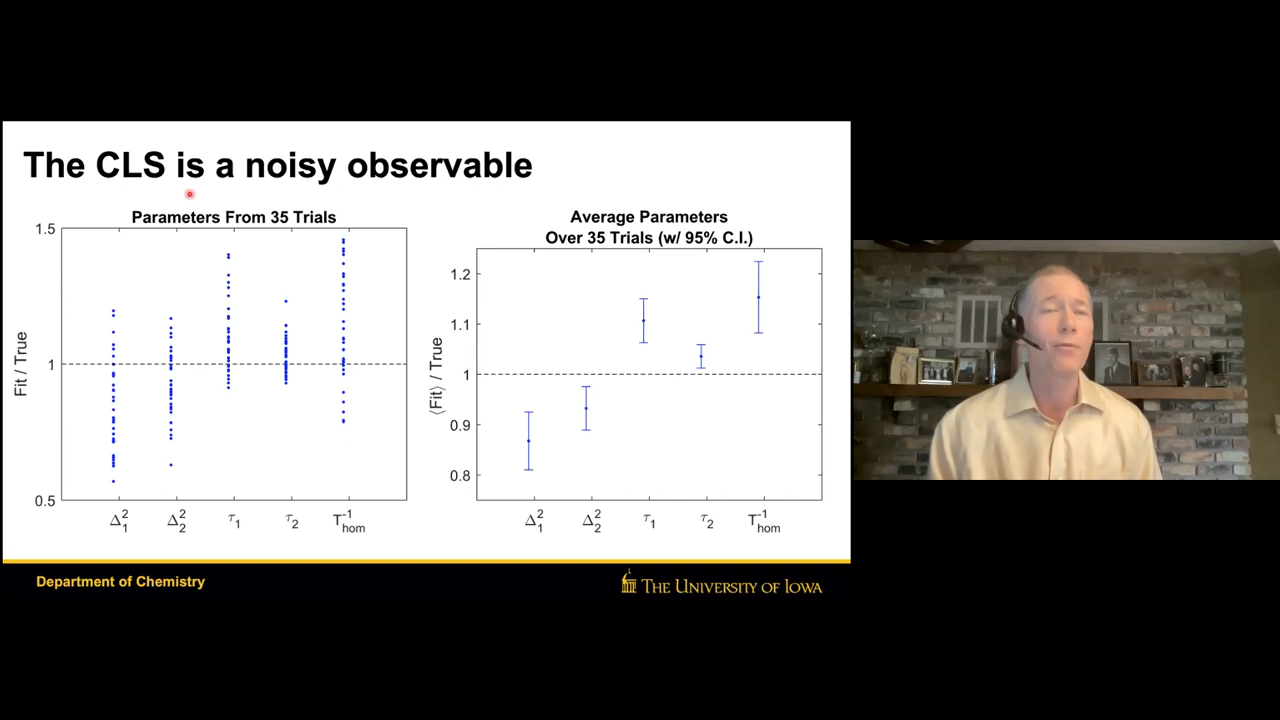 The CLS is a noisy observable
Parameters From 35 Trials
1.5
1
0.5
Fit / True
Δ₁² Δ₂² τ₁ τ₂ T⁻¹hom
Average Parameters
Over 35 Trials (w/ 95% C.I.)
1.2
1.1
1
0.9
0.8
⟨Fit⟩ / True
Δ₁² Δ₂² τ₁ τ₂ T⁻¹hom
Department of Chemistry
THE UNIVERSITY OF IOWA